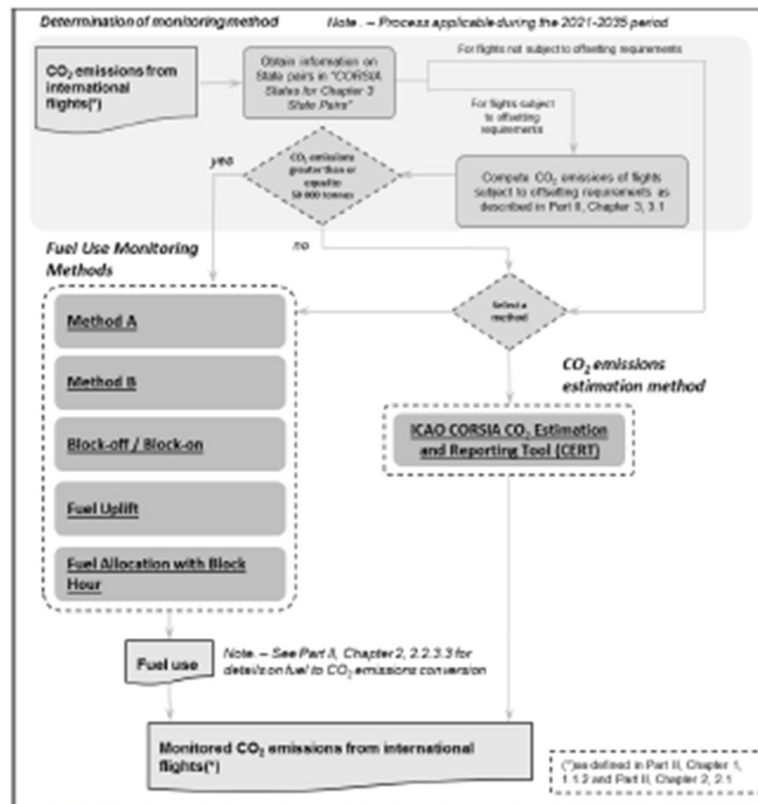 Determination of monitoring method
Note. – Process applicable during the 2021-2035 period
CO₂ emissions from
international
flights(*)
Obtain information on
State pairs in "CORSIA
States for Chapter 3
State Pairs"
For flights not subject to offsetting requirements
For flights subject
to offsetting
requirements
yes
CO₂ emissions
greater than or
equal to
50 000 tonnes
Compute CO₂ emissions of flights
subject to offsetting requirements as
described in Part II, Chapter 3, 3.1
no
Fuel Use Monitoring
Methods
Select a
method
Method A
Method B
Block-off / Block-on
Fuel Uplift
Fuel Allocation with Block
Hour
CO₂ emissions
estimation method
ICAO CORSIA CO₂ Estimation
and Reporting Tool (CERT)
Fuel use
Note. – See Part II, Chapter 2, 2.2.3.3 for
details on fuel to CO₂ emissions conversion
Monitored CO₂ emissions from international
flights(*)
(*)as defined in Part II, Chapter 1,
1.1.2 and Part II, Chapter 2, 2.1